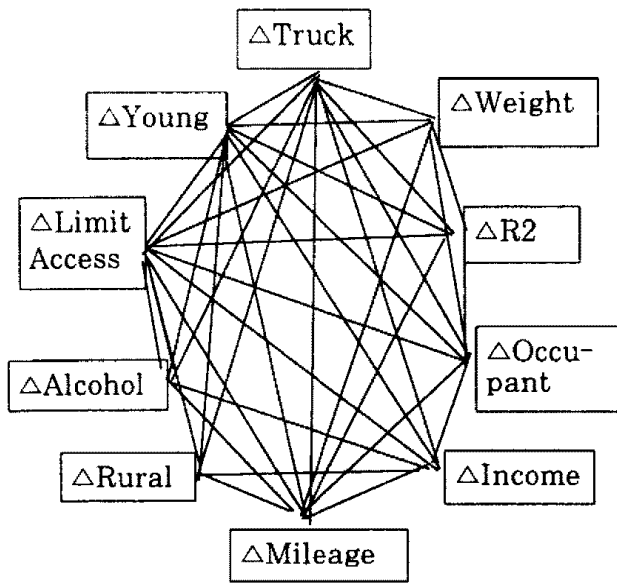 △Truck
△Young
△Weight
△Limit
Access
△R2
△Occu-
pant
△Alcohol
△Rural
△Income
△Mileage